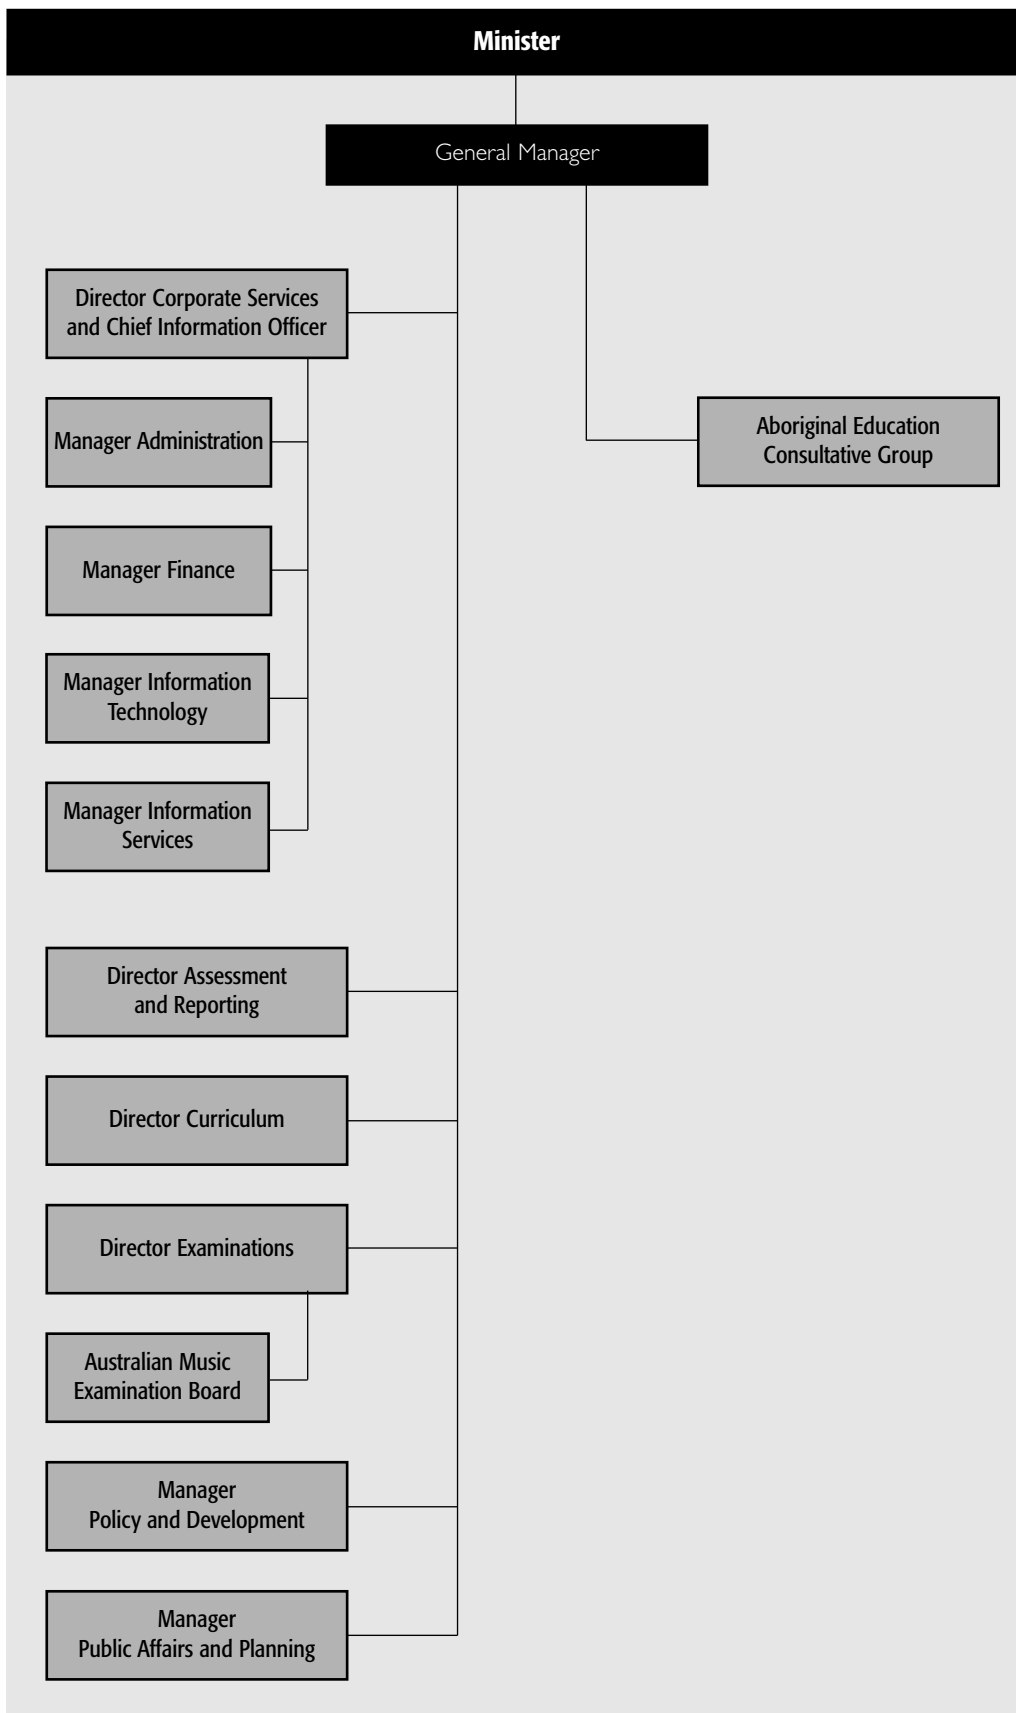 Minister
General Manager
Director Corporate Services
and Chief Information Officer
Manager Administration
Aboriginal Education
Consultative Group
Manager Finance
Manager Information
Technology
Manager Information
Services
Director Assessment
and Reporting
Director Curriculum
Director Examinations
Australian Music
Examination Board
Manager
Policy and Development
Manager
Public Affairs and Planning